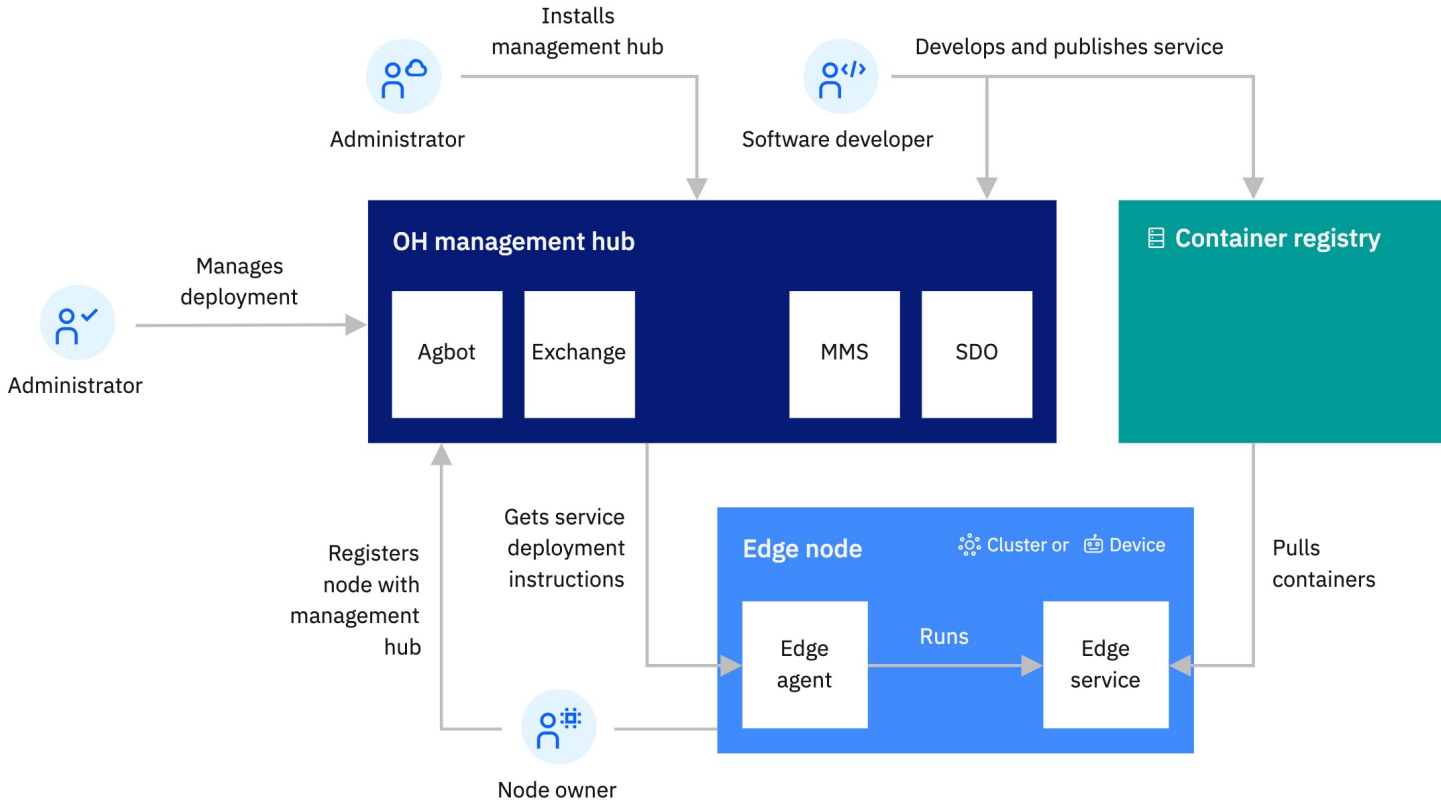 Installs
management hub
Develops and publishes service
Administrator
Software developer
OH management hub
Container registry
Manages
deployment
Agbot
Exchange
MMS
SDO
Administrator
Gets service
deployment
instructions
Edge node
Cluster or
Device
Pulls
containers
Registers
node with
management
hub
Runs
Edge
agent
Edge
service
Node owner